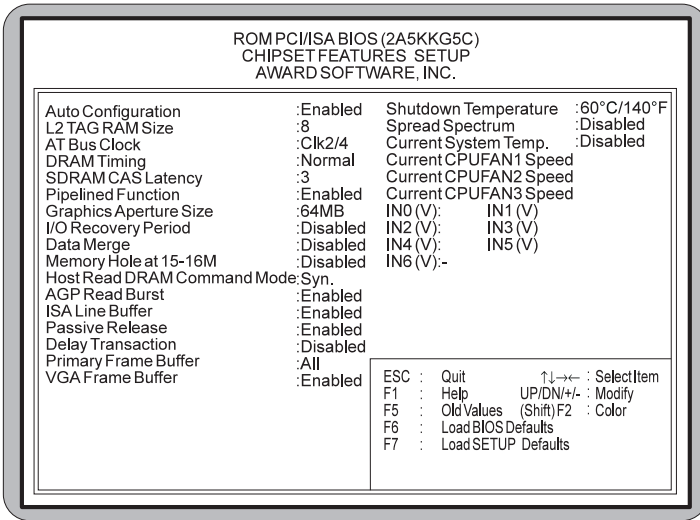 ROM PCI/ISA BIOS (2A5KKG5C)
CHIPSET FEATURES SETUP
AWARD SOFTWARE, INC.
Auto Configuration :Enabled
L2 TAG RAM Size :8
AT Bus Clock :Clk2/4
DRAM Timing :Normal
SDRAM CAS Latency :3
Pipelined Function :Enabled
Graphics Aperture Size :64MB
I/O Recovery Period :Disabled
Data Merge :Disabled
Memory Hole at 15-16M :Disabled
Host Read DRAM Command Mode :Syn.
AGP Read Burst :Enabled
ISA Line Buffer :Enabled
Passive Release :Enabled
Delay Transaction :Disabled
Primary Frame Buffer :All
VGA Frame Buffer :Enabled
Shutdown Temperature :60°C/140°F
Spread Spectrum :Disabled
Current System Temp. :Disabled
Current CPUFAN1 Speed
Current CPUFAN2 Speed
Current CPUFAN3 Speed
IN0 (V): IN1 (V)
IN2 (V): IN3 (V)
IN4 (V): IN5 (V)
IN6 (V):-
ESC : Quit ↑↓→← : Select Item
F1 : Help UP/DN/+/- : Modify
F5 : Old Values (Shift) F2 : Color
F6 : Load BIOS Defaults
F7 : Load SETUP Defaults